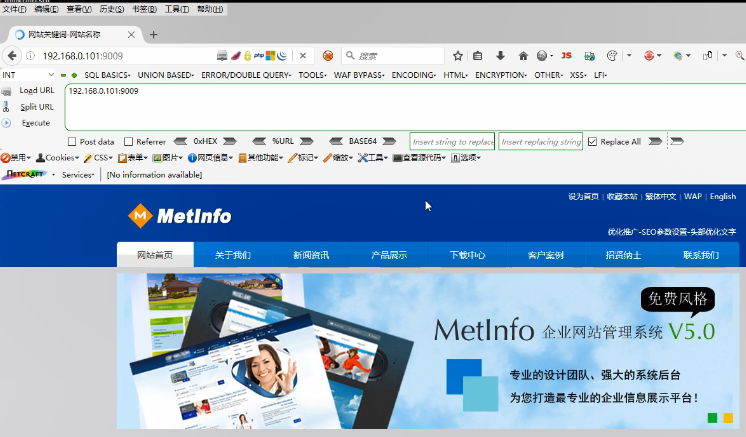 文件(F) 编辑(E) 查看(V) 历史(S) 书签(B) 工具(T) 帮助(H)
网站关键词-网站名称
192.168.0.101:9009
php
搜索
JS
INT
SQL BASICS UNION BASED ERROR/DOUBLE QUERY TOOLS WAF BYPASS ENCODING HTML ENCRYPTION OTHER XSS LFI
Load URL
192.168.0.101:9009
Split URL
Execute
Post data Referrer 0xHEX %URL BASE64 Insert string to replace Insert replacing string Replace All
禁用 Cookies CSS 表单 图片 网页信息 其他功能 标记 缩放 工具 查看源代码 选项
NETCRAFT Services [No information available]
设为首页 | 收藏本站 | 繁体中文 | WAP | English
M MetInfo
优化推广-SEO参数设置-头部优化文字
网站首页 关于我们 新闻资讯 产品展示 下载中心 客户案例 招贤纳士 联系我们
免费风格
MetInfo 企业网站管理系统 V5.0
专业的设计团队、强大的系统后台
为您打造最专业的企业信息展示平台!